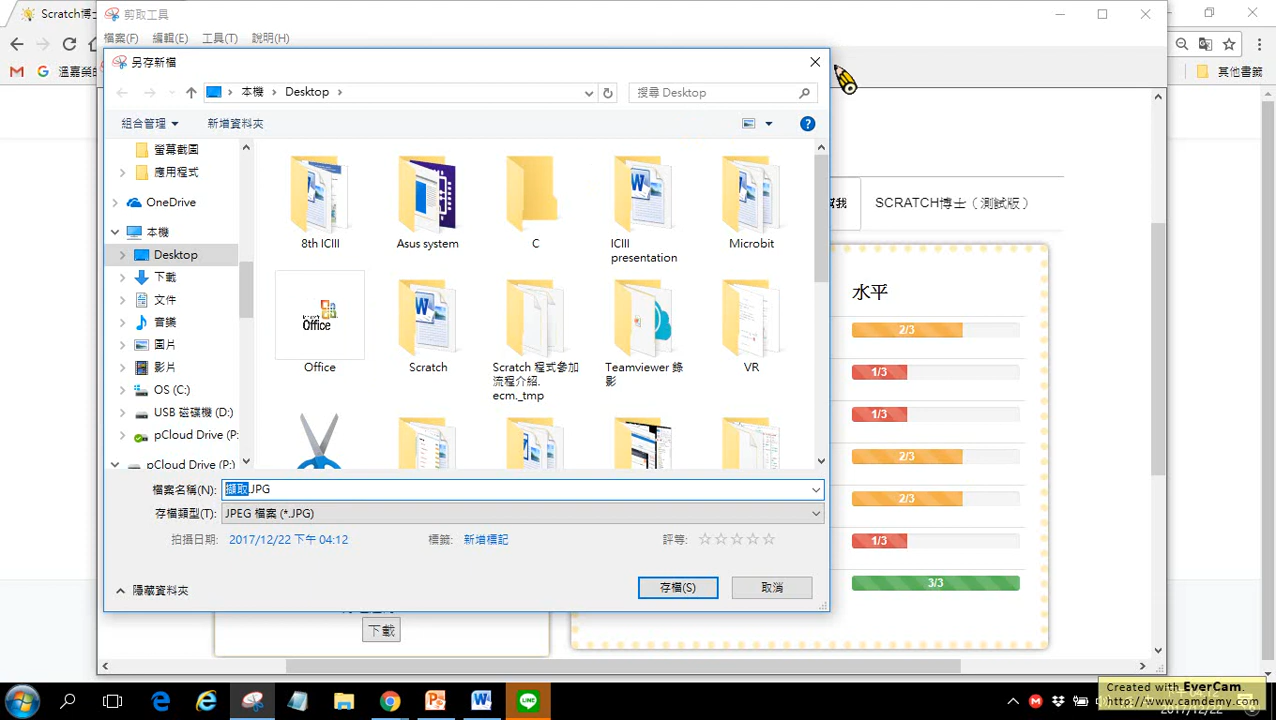 Scratch博士
剪取工具
檔案(F) 編輯(E) 工具(T) 說明(H)
另存新檔
溫嘉榮的
其他書籤
本機 Desktop
搜尋 Desktop
組合管理 新增資料夾
螢幕截圖
應用程式
OneDrive
本機
Desktop
下載
文件
音樂
圖片
影片
OS (C:)
USB 磁碟機 (D:)
pCloud Drive (P:
pCloud Drive (P:)
8th ICIII
Asus system
C
ICIII presentation
Microbit
Office
Office
Scratch
Scratch 程式參加
流程介紹.
ecm._tmp
Teamviewer 錄
影
VR
檔案名稱(N): 擷取.JPG
存檔類型(T): JPEG 檔案 (*.JPG)
拍攝日期: 2017/12/22 下午 04:12 標籤: 新增標記 評等:
隱藏資料夾
存檔(S) 取消
我 SCRATCH博士（測試版）
水平
2/3
1/3
1/3
2/3
2/3
1/3
3/3
下載
Created with EverCam.
http://www.camdemy.com
2017/12/22